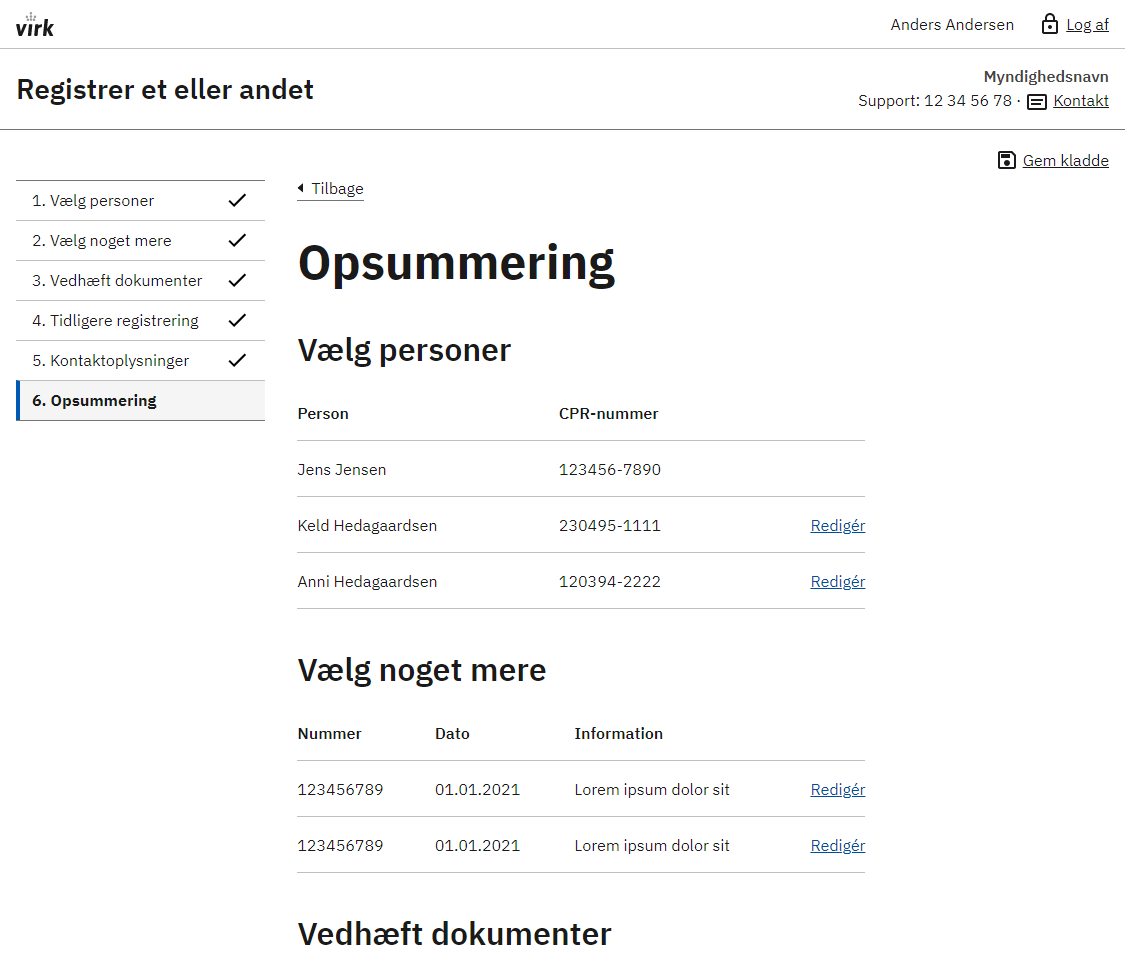 virk
Anders Andersen Log af
Registrer et eller andet
Myndighedsnavn
Support: 12 34 56 78 · Kontakt
Gem kladde
1. Vælg personer
2. Vælg noget mere
3. Vedhæft dokumenter
4. Tidligere registrering
5. Kontaktoplysninger
6. Opsummering
Tilbage
Opsummering
Vælg personer
Person CPR-nummer
Jens Jensen 123456-7890
Keld Hedagaardsen 230495-1111 Redigér
Anni Hedagaardsen 120394-2222 Redigér
Vælg noget mere
Nummer Dato Information
123456789 01.01.2021 Lorem ipsum dolor sit Redigér
123456789 01.01.2021 Lorem ipsum dolor sit Redigér
Vedhæft dokumenter